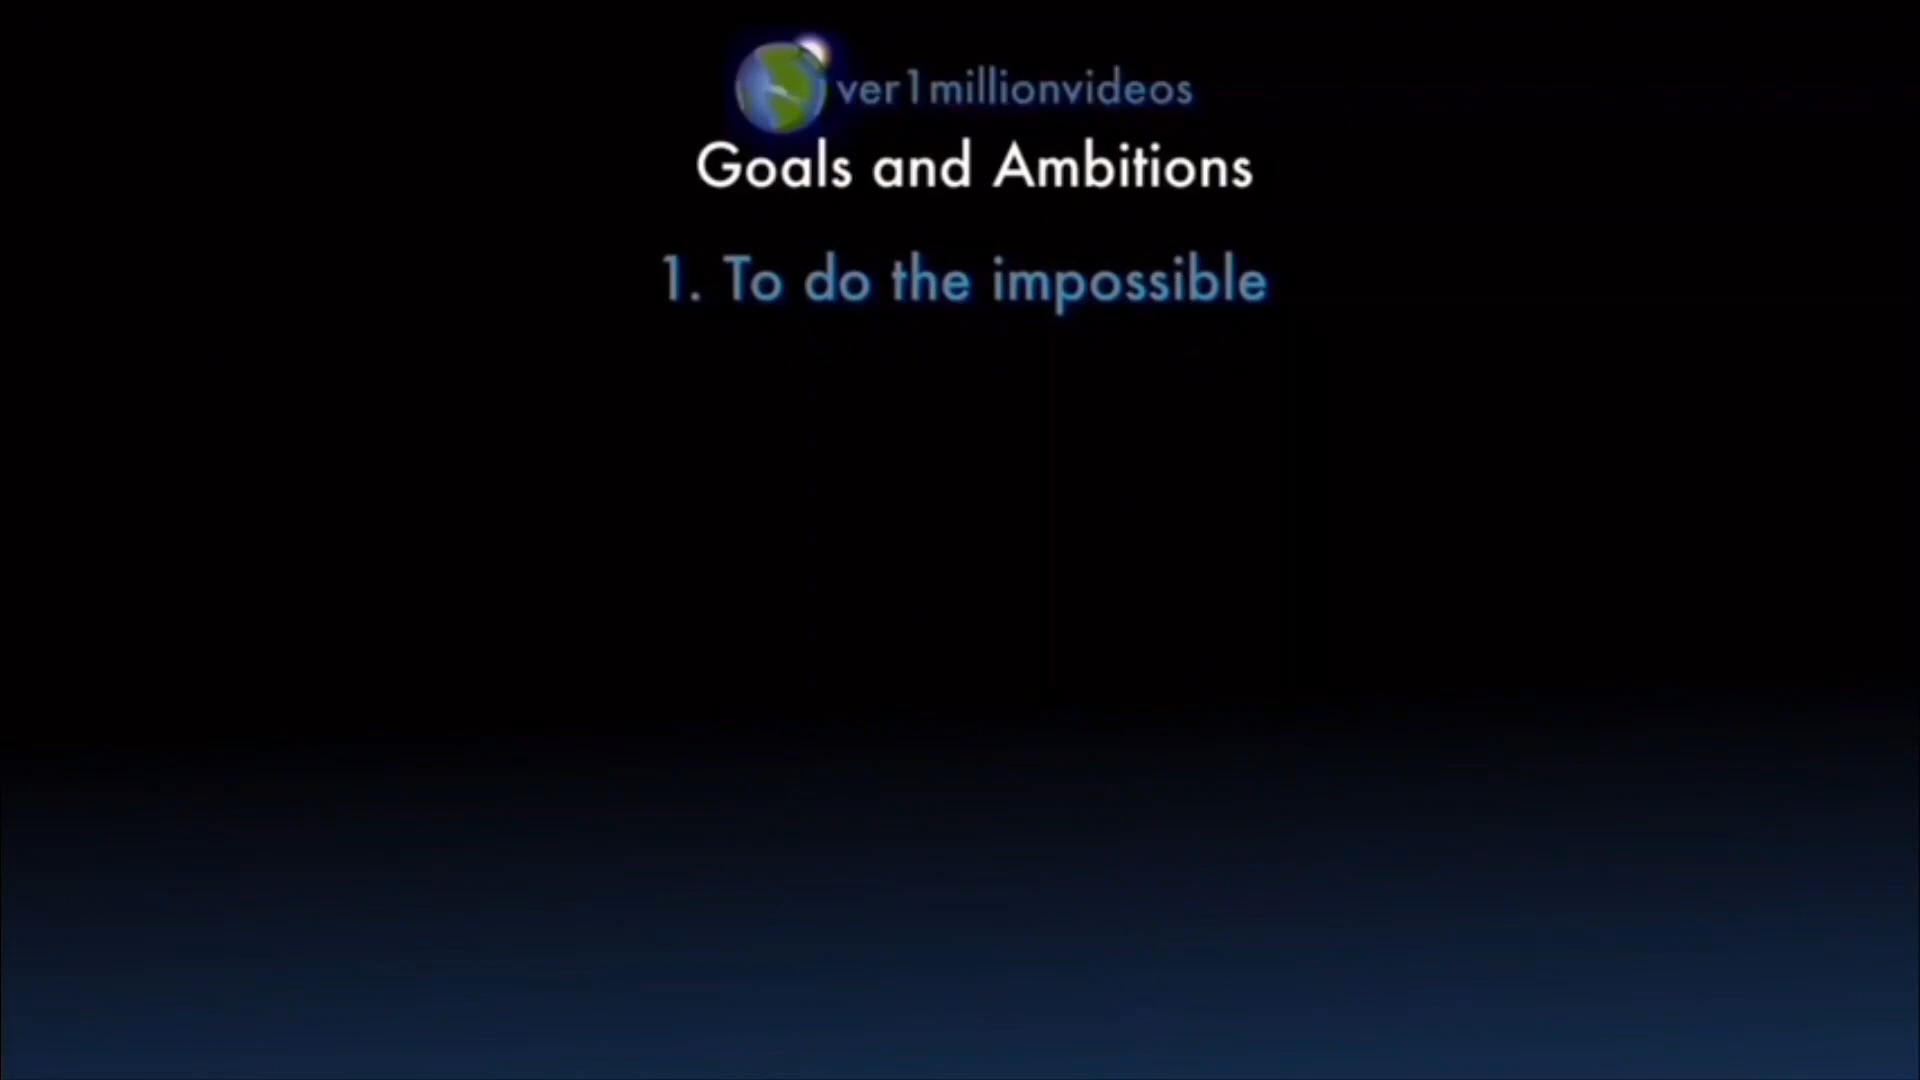 ver1millionvideos
Goals and Ambitions
1. To do the impossible